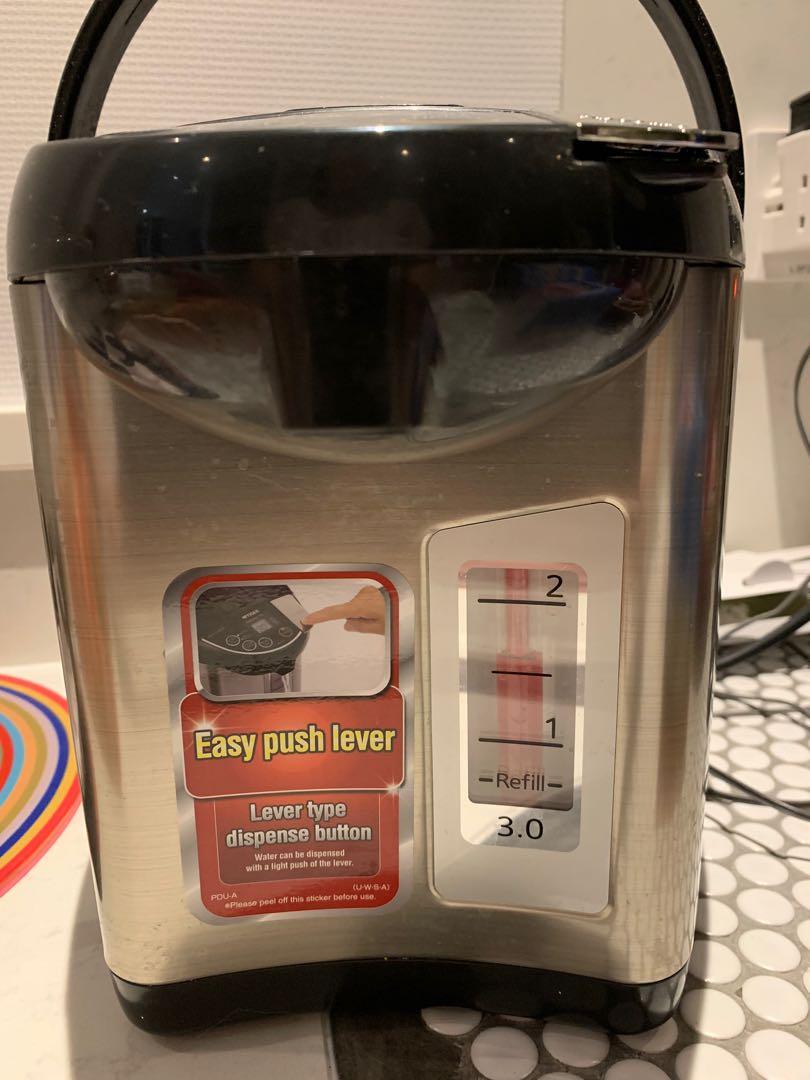 Easy push lever
Lever type
dispense button
Water can be dispensed
with a light push of the lever.
(U·W·S·A)
PDU-A
※Please peel off this sticker before use.
2
1
Refill
3.0